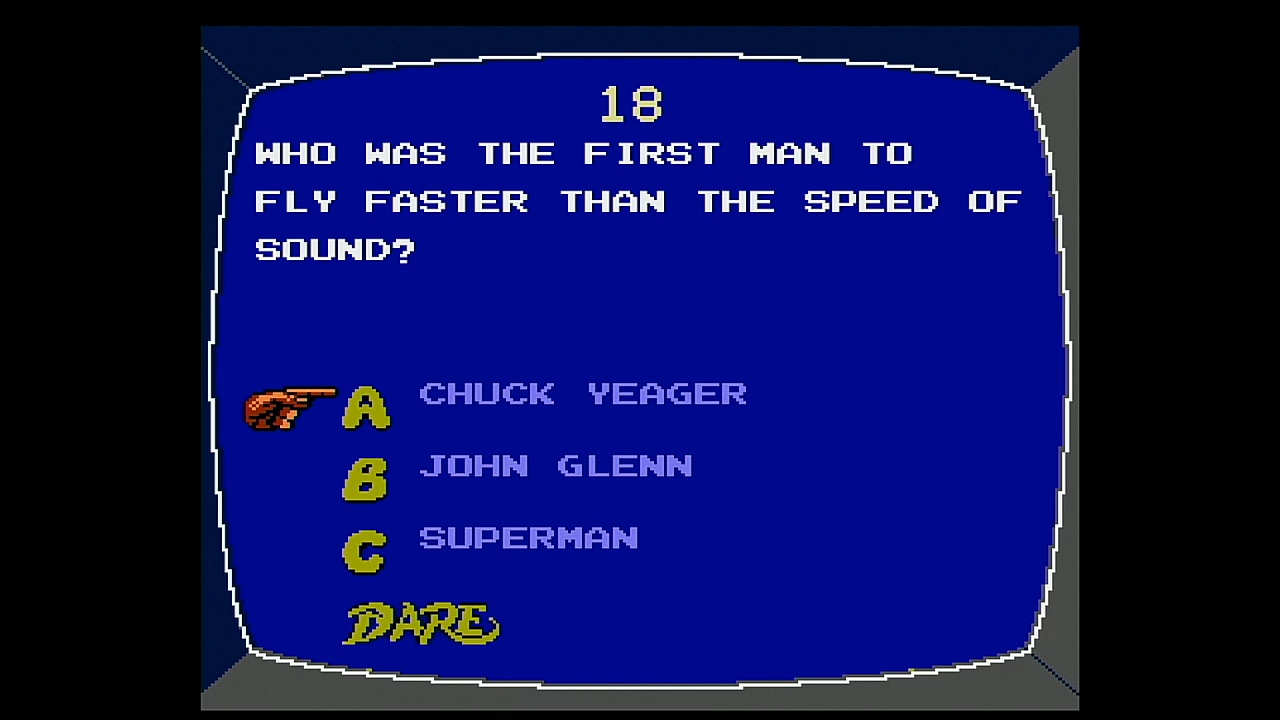 18
WHO WAS THE FIRST MAN TO
FLY FASTER THAN THE SPEED OF
SOUND?
A CHUCK YEAGER
B JOHN GLENN
C SUPERMAN
DARE